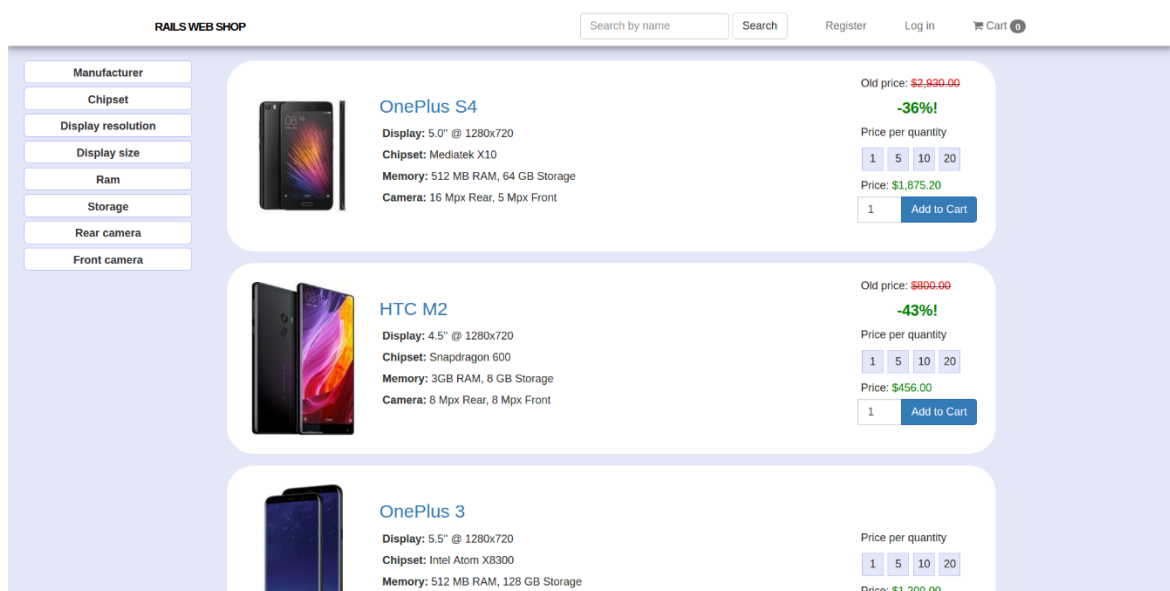 RAILS WEB SHOP
Search by name
Search
Register
Log in
Cart 0
Manufacturer
Chipset
Display resolution
Display size
Ram
Storage
Rear camera
Front camera
OnePlus S4
Display: 5.0" @ 1280x720
Chipset: Mediatek X10
Memory: 512 MB RAM, 64 GB Storage
Camera: 16 Mpx Rear, 5 Mpx Front
Old price: $2,930.00
-36%!
Price per quantity
1 5 10 20
Price: $1,875.20
1 Add to Cart
HTC M2
Display: 4.5" @ 1280x720
Chipset: Snapdragon 600
Memory: 3GB RAM, 8 GB Storage
Camera: 8 Mpx Rear, 8 Mpx Front
Old price: $800.00
-43%!
Price per quantity
1 5 10 20
Price: $456.00
1 Add to Cart
OnePlus 3
Display: 5.5" @ 1280x720
Chipset: Intel Atom X8300
Memory: 512 MB RAM, 128 GB Storage
Price per quantity
1 5 10 20
Price: $1,200.00